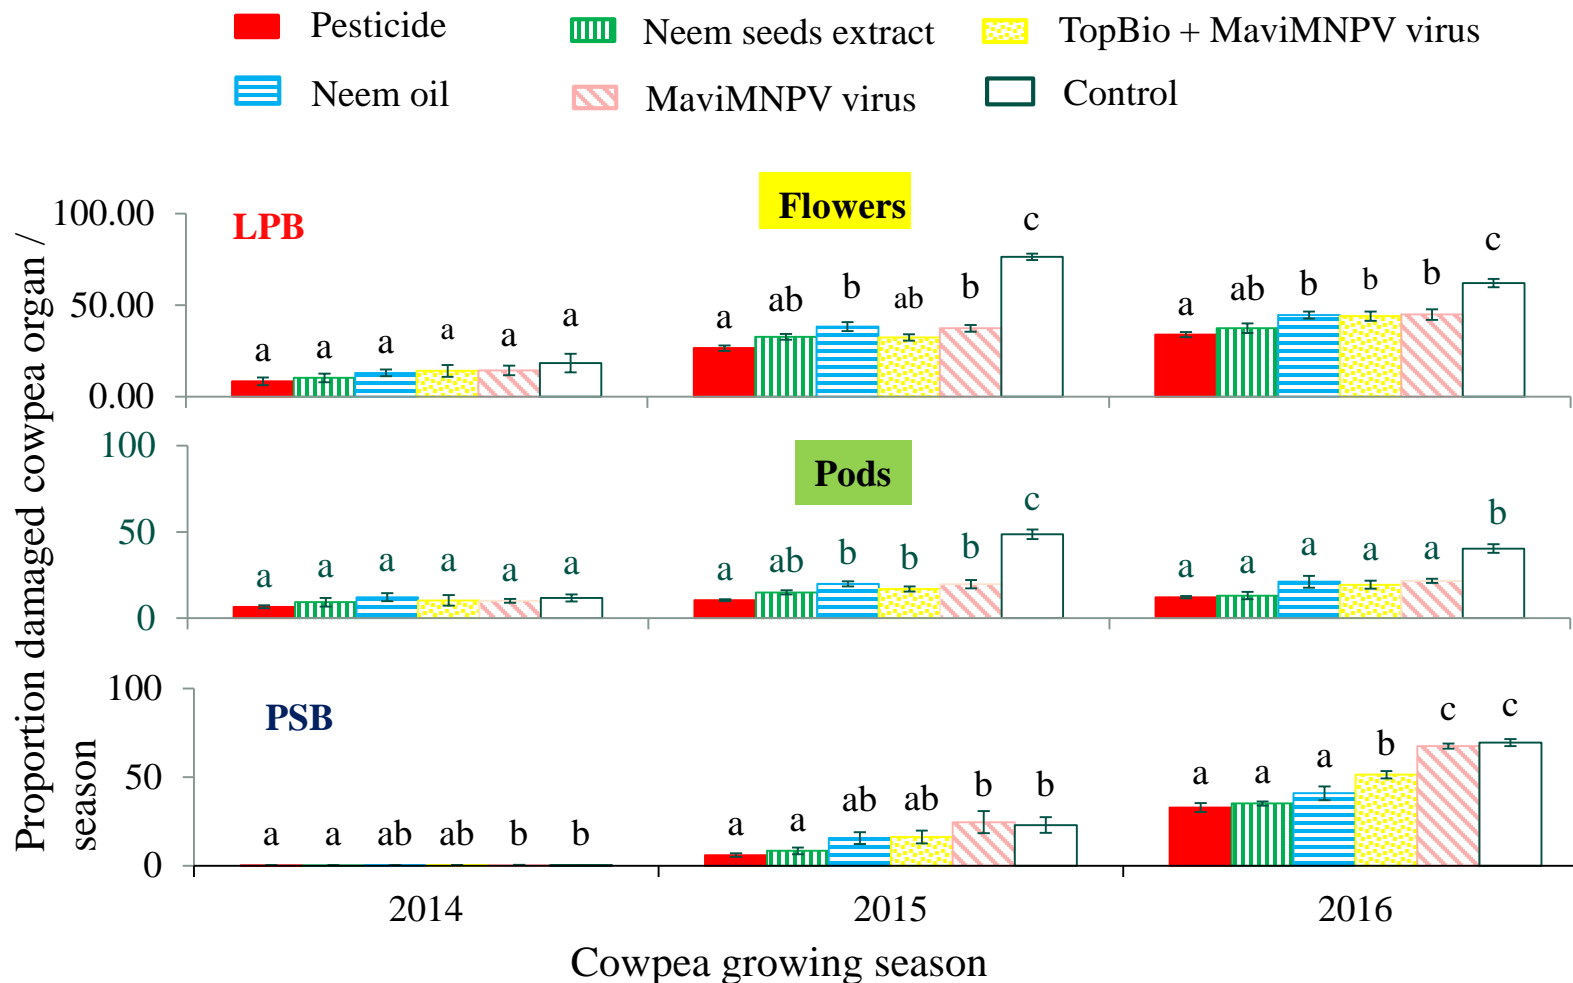 Pesticide Neem seeds extract TopBio + MaviMNPV virus
Neem oil MaviMNPV virus Control
Proportion damaged cowpea organ /
season
Flowers
LPB
100.00
50.00
0.00
a a a a a a
a ab b ab b c
a ab b b b c
Pods
100
50
0
a a a a a a
a ab b b b c
a a a a a b
PSB
100
50
0
a a ab ab b b
a a ab ab b b
a a a b c c
2014 2015 2016
Cowpea growing season